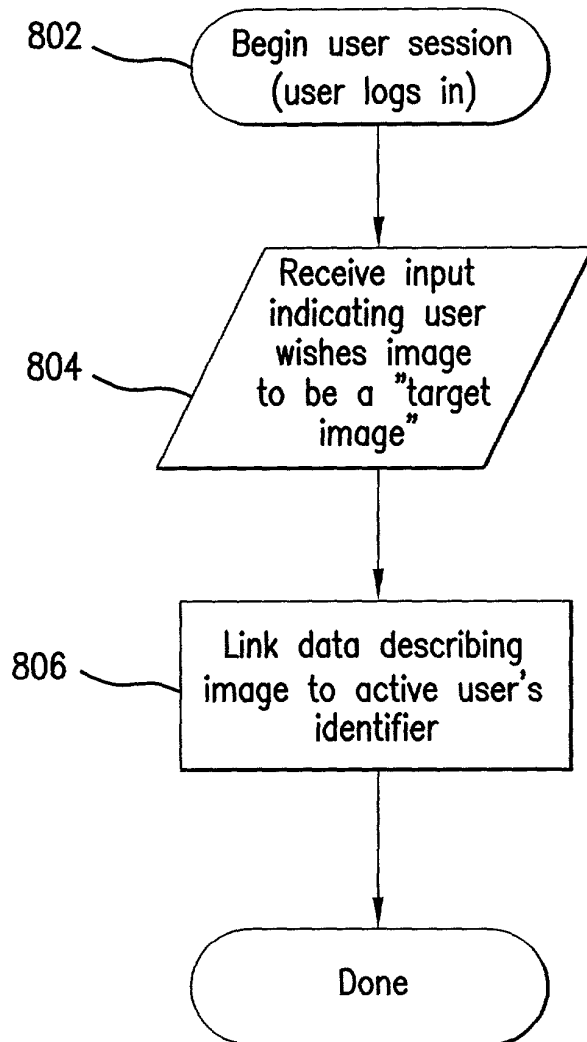 802
Begin user session
(user logs in)
804
Receive input
indicating user
wishes image
to be a "target
image"
806
Link data describing
image to active user's
identifier
Done